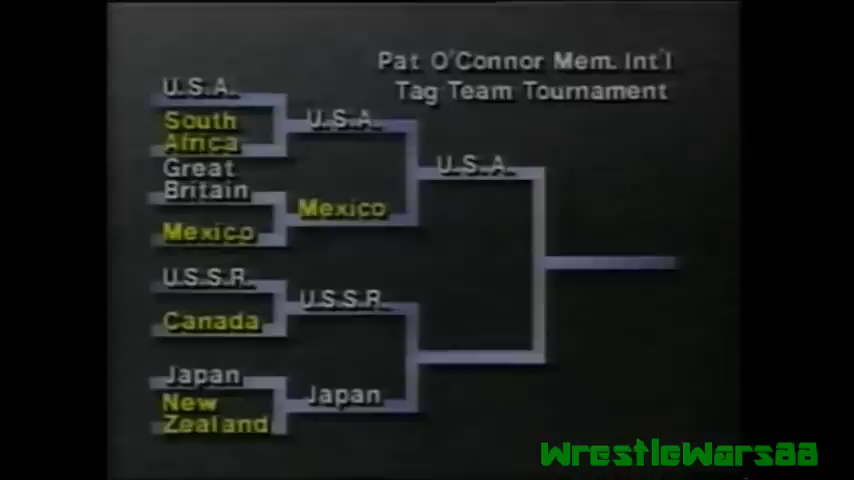 Pat O'Connor Mem. Int'l
Tag Team Tournament
U.S.A.
South
Africa
Great
Britain
Mexico
U.S.S.R.
Canada
Japan
New
Zealand
U.S.A.
Mexico
U.S.S.R.
Japan
U.S.A.
WrestleWars88